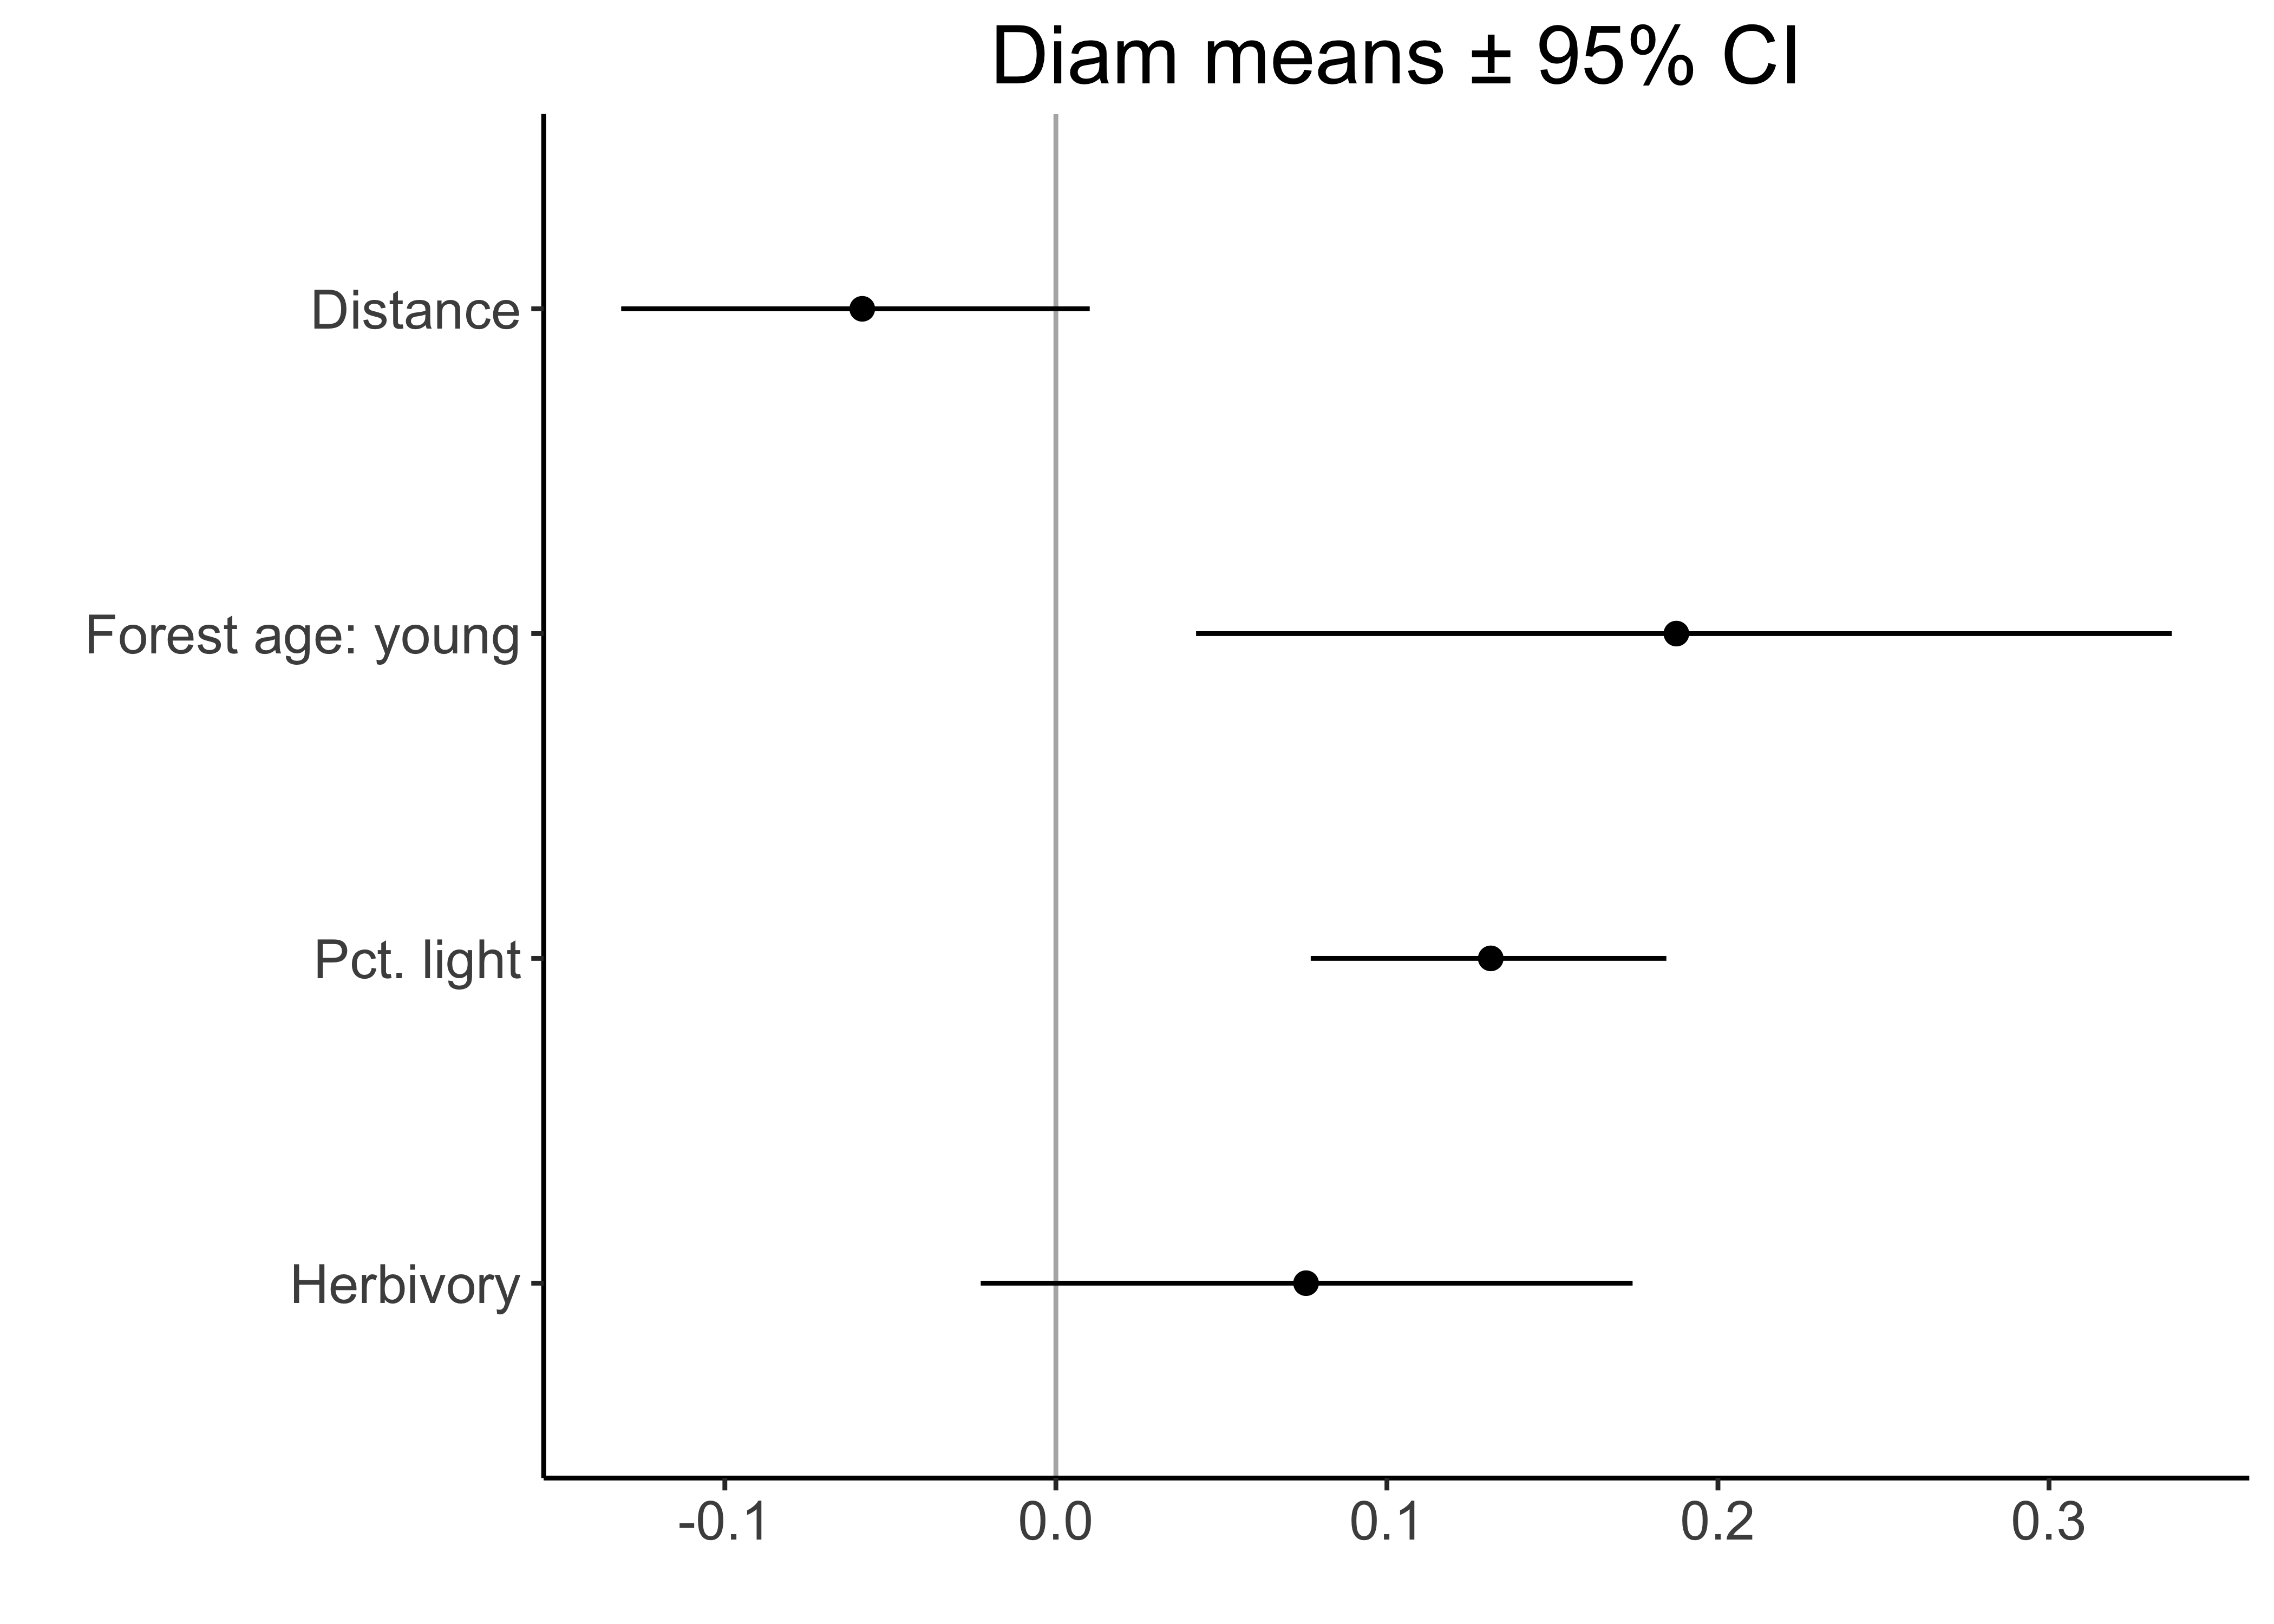 Diam means ± 95% CI
Distance
Forest age: young
Pct. light
Herbivory
-0.1 0.0 0.1 0.2 0.3